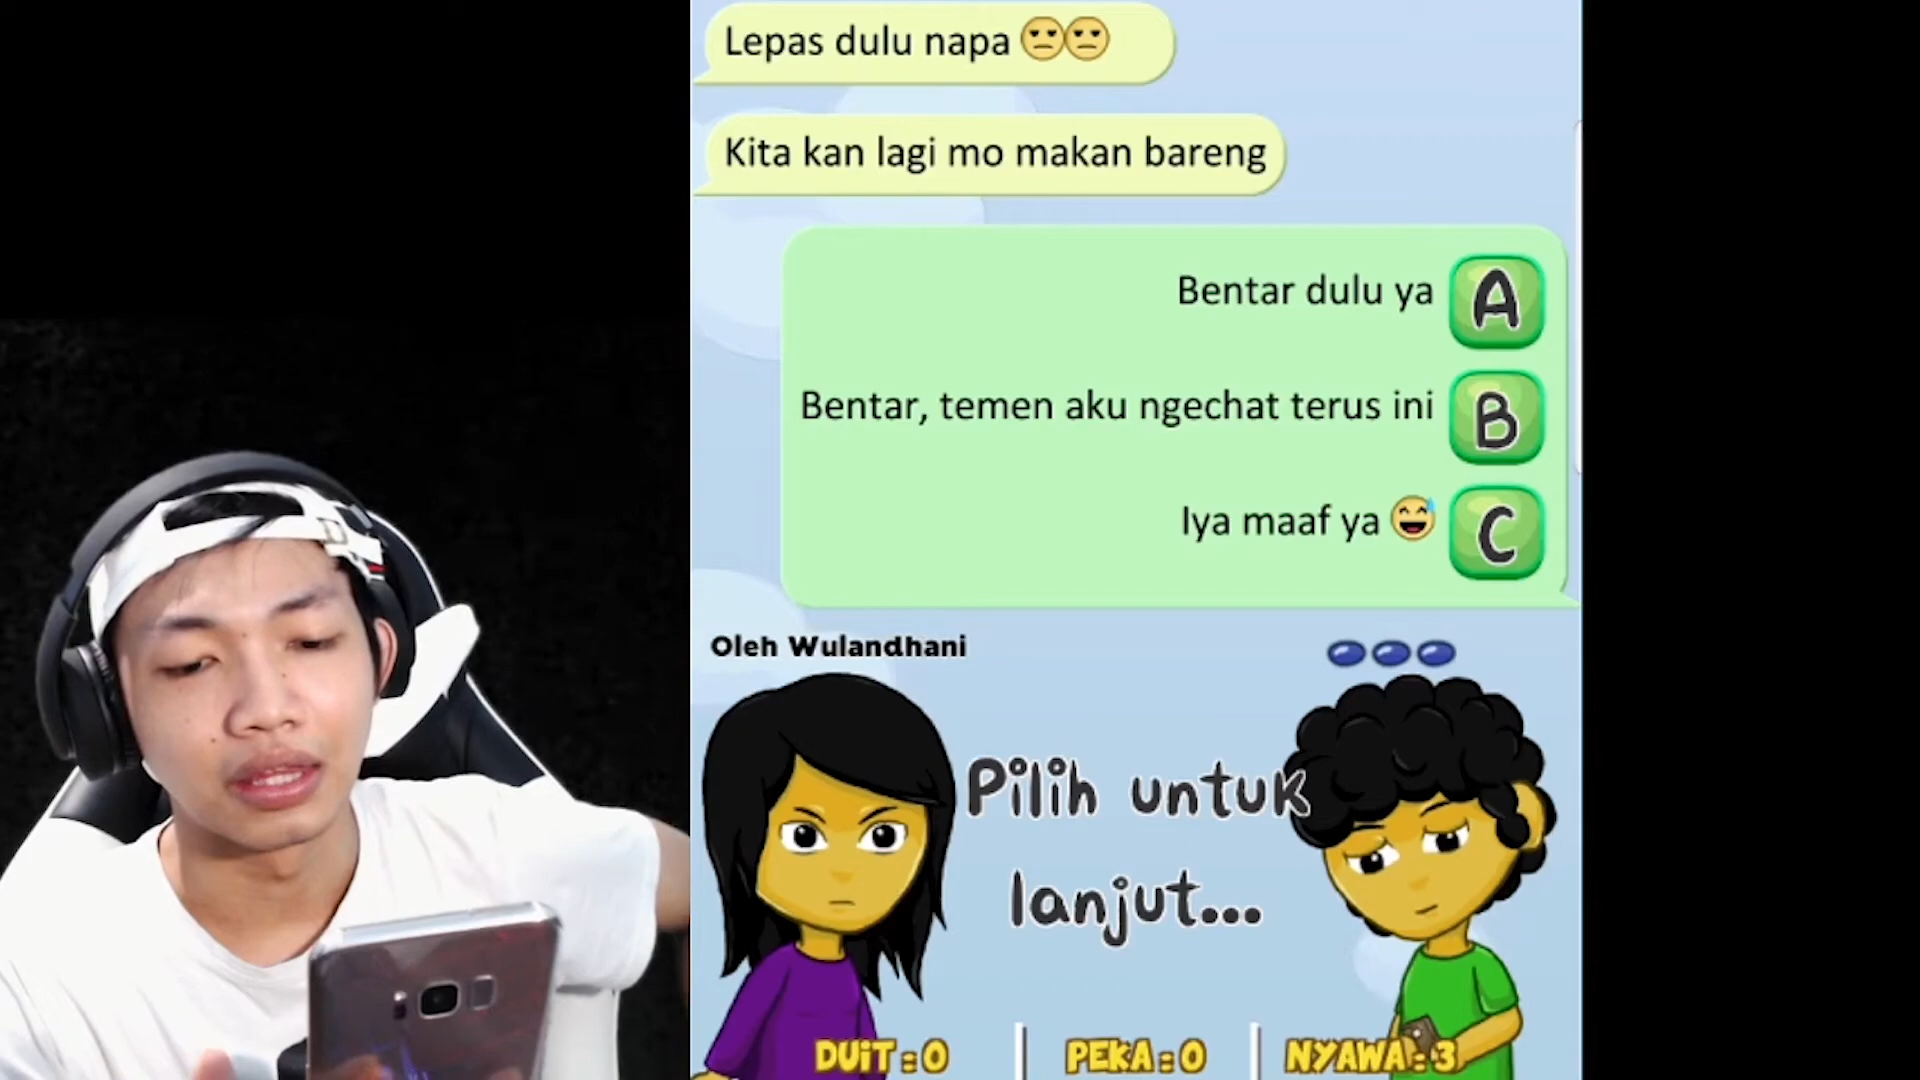 Lepas dulu napa 😒😒
Kita kan lagi mo makan bareng
Bentar dulu ya A
Bentar, temen aku ngechat terus ini B
Iya maaf ya 😅 C
Oleh Wulandhani
Pilih untuk
lanjut...
DUIT : 0 | PEKA : 0 | NYAWA : 3